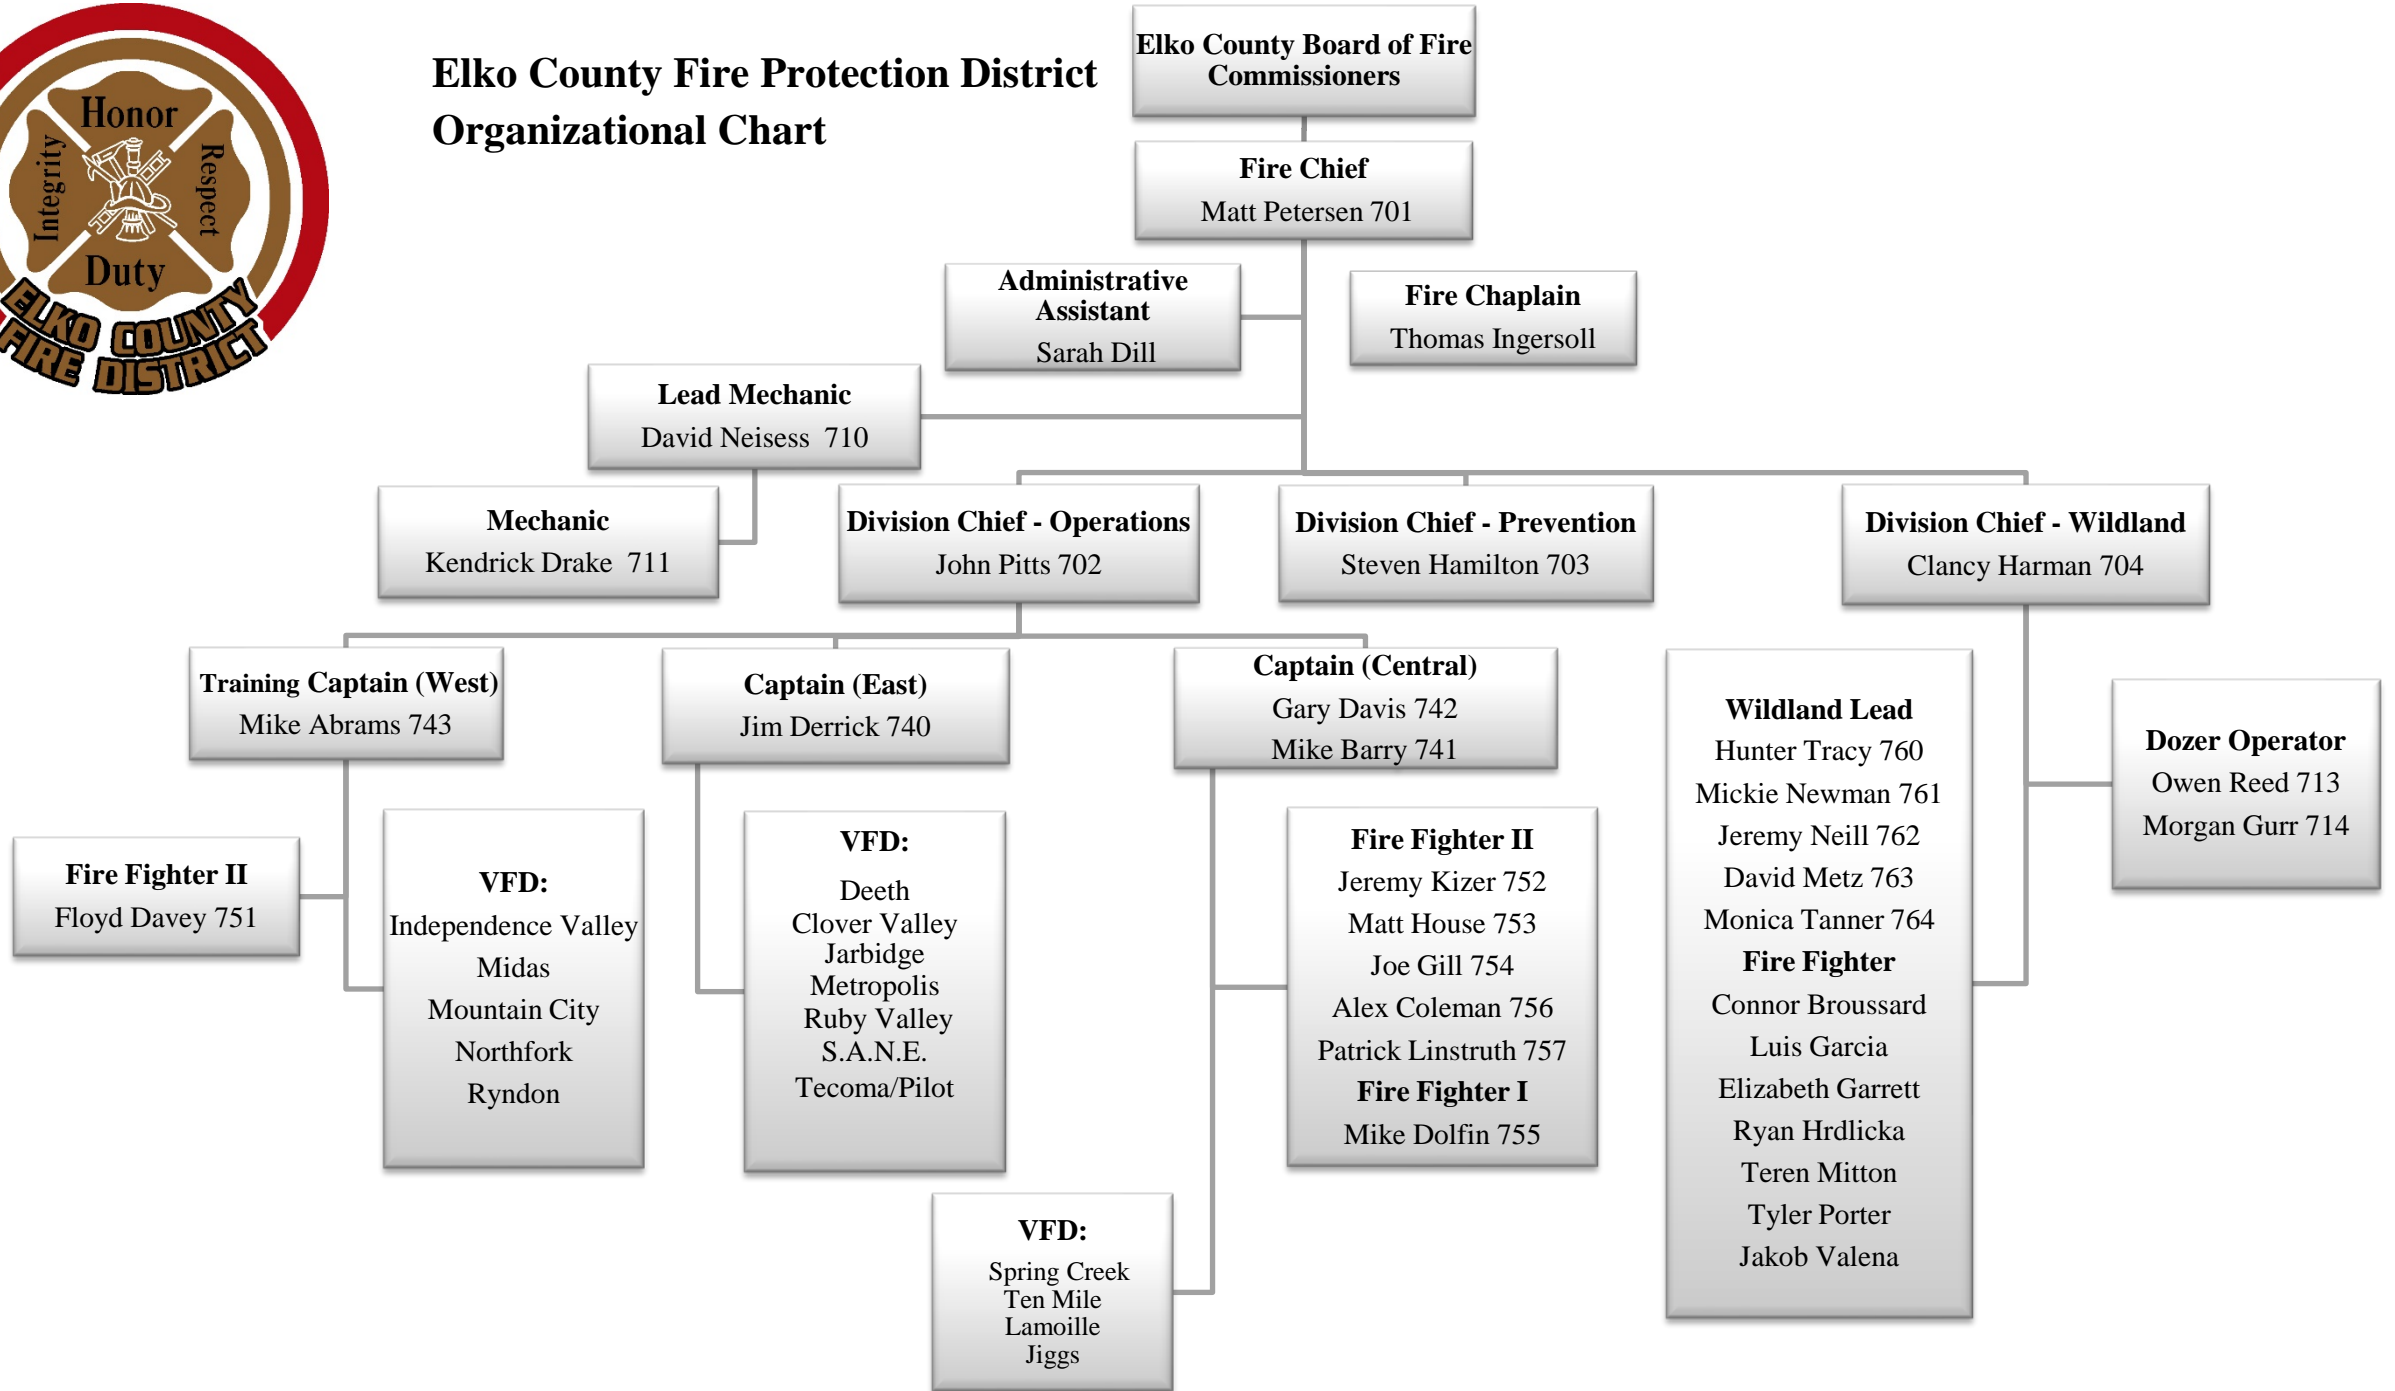 Honor
Integrity
Respect
Duty
ELKO COUNTY
FIRE DISTRICT
Elko County Fire Protection District
Organizational Chart
Elko County Board of Fire
Commissioners
Fire Chief
Matt Petersen 701
Administrative
Assistant
Sarah Dill
Fire Chaplain
Thomas Ingersoll
Lead Mechanic
David Neisess  710
Mechanic
Kendrick Drake  711
Division Chief - Operations
John Pitts 702
Division Chief - Prevention
Steven Hamilton 703
Division Chief - Wildland
Clancy Harman 704
Training Captain (West)
Mike Abrams 743
Captain (East)
Jim Derrick 740
Captain (Central)
Gary Davis 742
Mike Barry 741
Fire Fighter II
Floyd Davey 751
VFD:
Independence Valley
Midas
Mountain City
Northfork
Ryndon
VFD:
Deeth
Clover Valley
Jarbidge
Metropolis
Ruby Valley
S.A.N.E.
Tecoma/Pilot
Fire Fighter II
Jeremy Kizer 752
Matt House 753
Joe Gill 754
Alex Coleman 756
Patrick Linstruth 757
Fire Fighter I
Mike Dolfin 755
VFD:
Spring Creek
Ten Mile
Lamoille
Jiggs
Wildland Lead
Hunter Tracy 760
Mickie Newman 761
Jeremy Neill 762
David Metz 763
Monica Tanner 764
Fire Fighter
Connor Broussard
Luis Garcia
Elizabeth Garrett
Ryan Hrdlicka
Teren Mitton
Tyler Porter
Jakob Valena
Dozer Operator
Owen Reed 713
Morgan Gurr 714